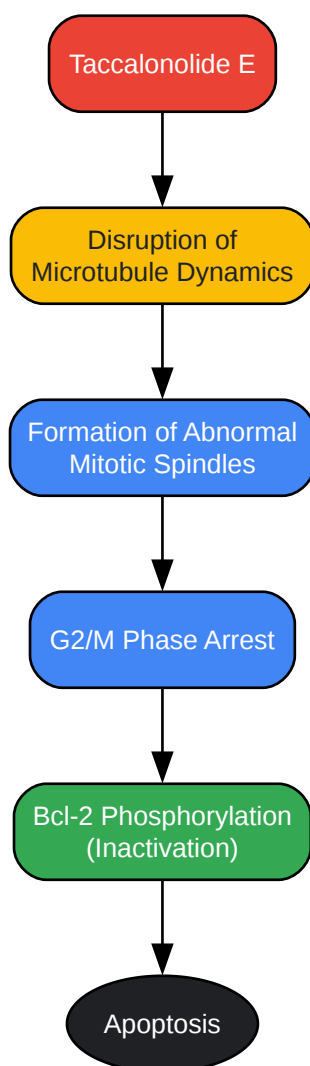 Taccalonolide E
Disruption of
Microtubule Dynamics
Formation of Abnormal
Mitotic Spindles
G2/M Phase Arrest
Bcl-2 Phosphorylation
(Inactivation)
Apoptosis